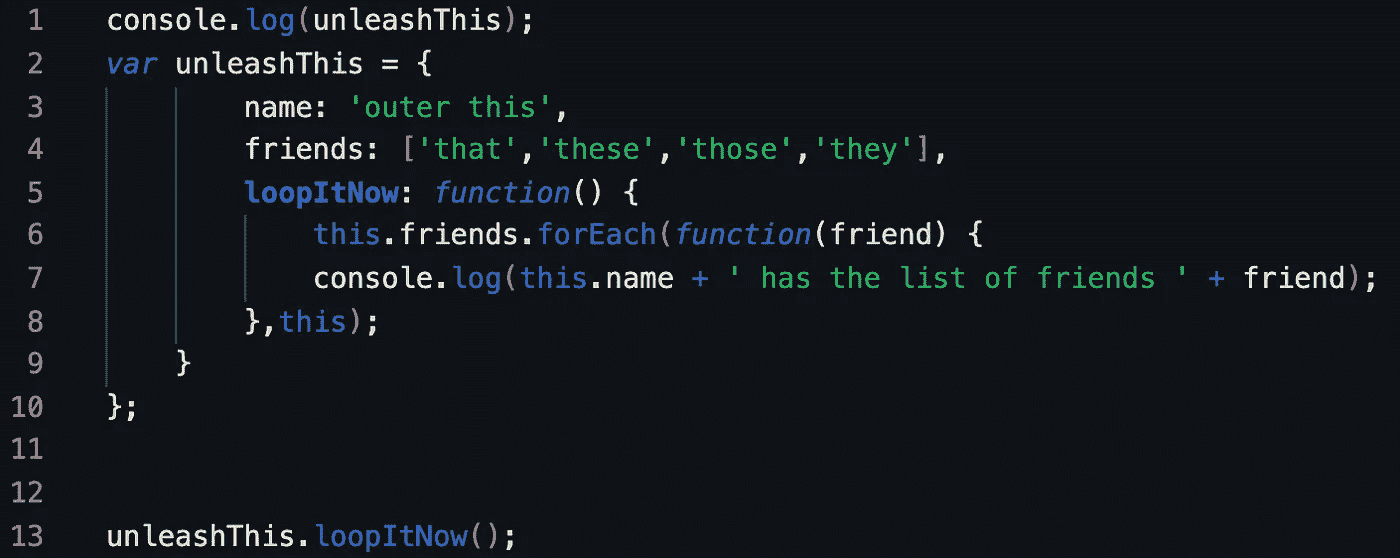 1 console.log(unleashThis);
2 var unleashThis = {
3 name: 'outer this',
4 friends: ['that','these','those','they'],
5 loopItNow: function() {
6 this.friends.forEach(function(friend) {
7 console.log(this.name + ' has the list of friends ' + friend);
8 },this);
9 }
10 };
11
12
13 unleashThis.loopItNow();